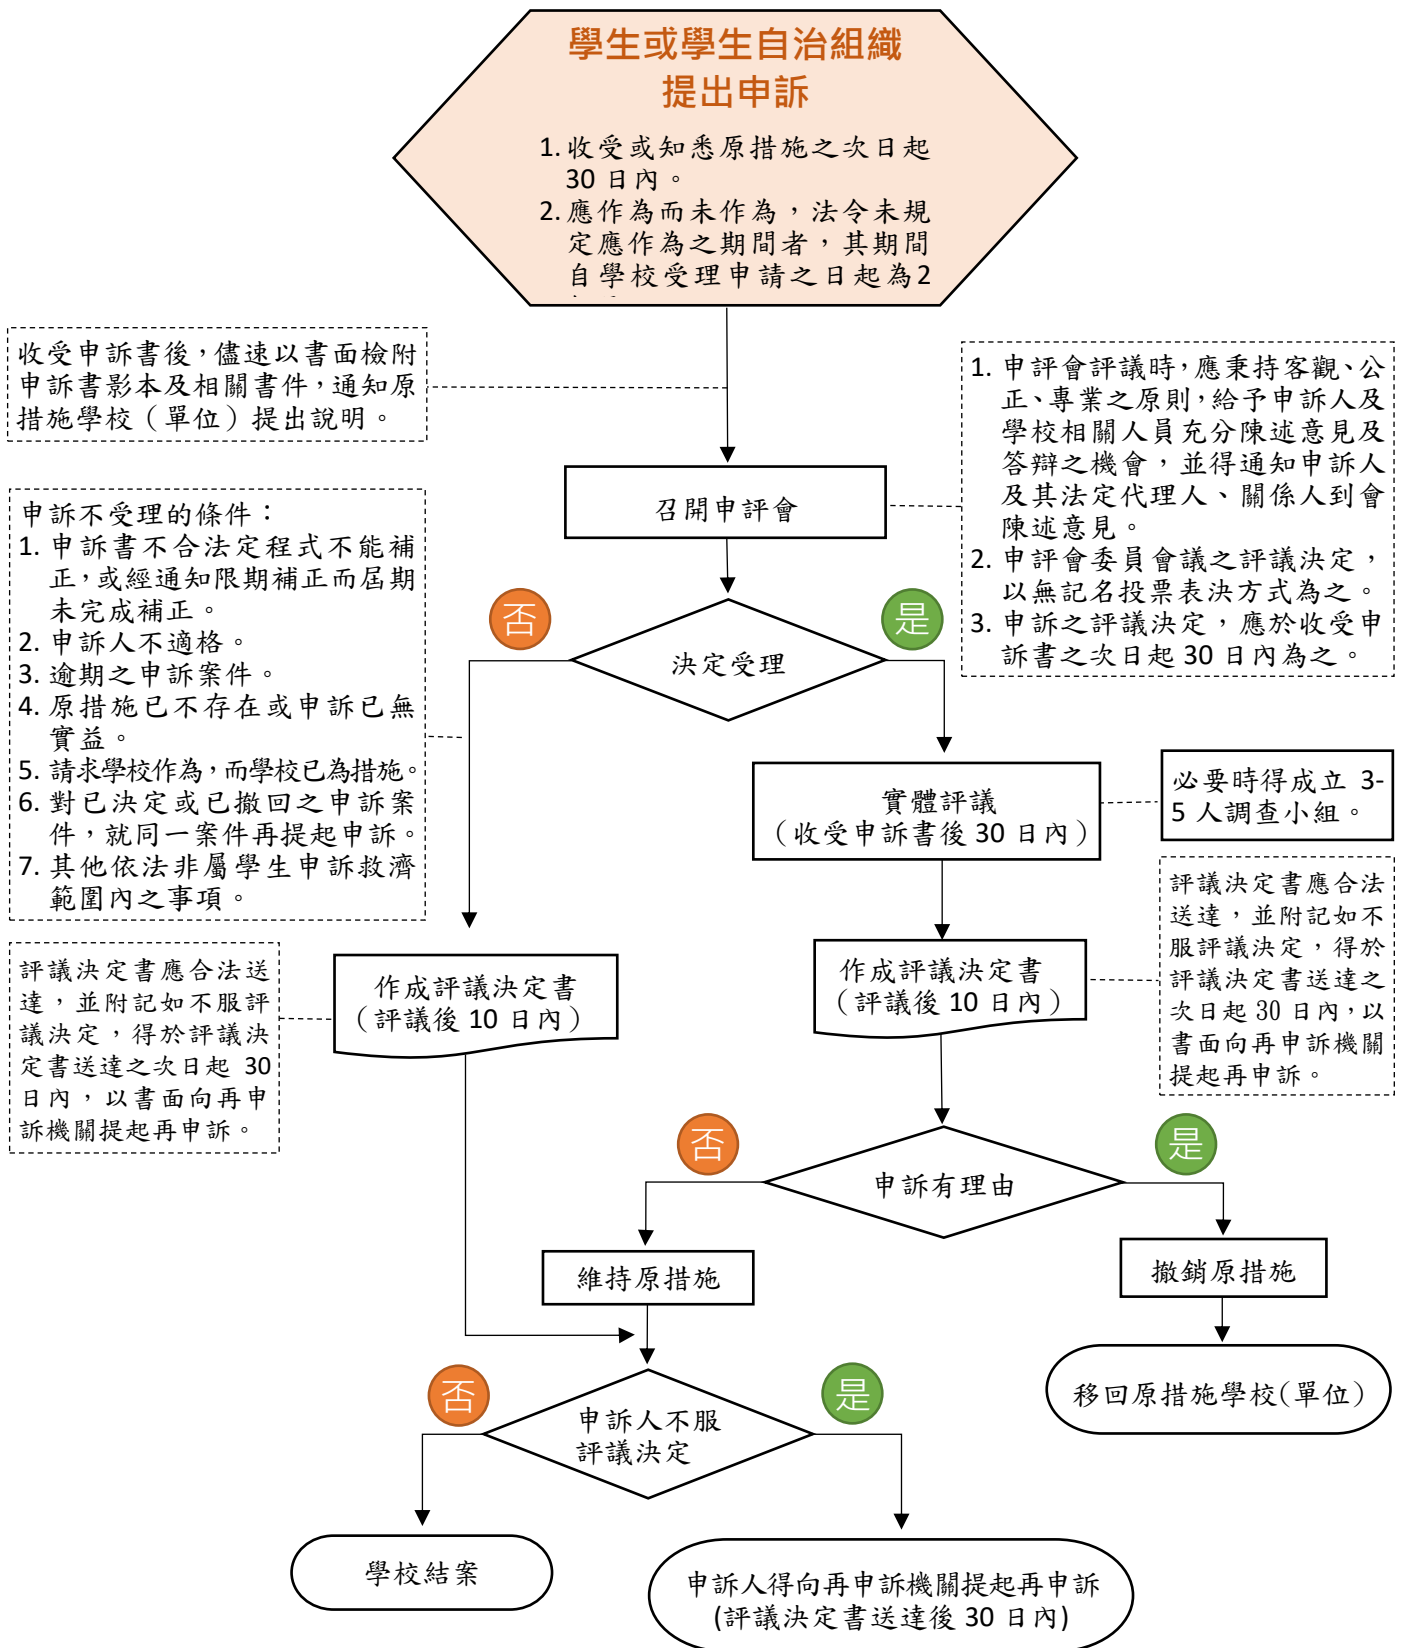 學生或學生自治組織
提出申訴
1. 收受或知悉原措施之次日起
30 日內。
2. 應作為而未作為，法令未規
定應作為之期間者，其期間
自學校受理申請之日起為2
收受申訴書後，儘速以書面檢附
申訴書影本及相關書件，通知原
措施學校（單位）提出說明。
1. 申評會評議時，應秉持客觀、公
正、專業之原則，給予申訴人及
學校相關人員充分陳述意見及
答辯之機會，並得通知申訴人
及其法定代理人、關係人到會
陳述意見。
2. 申評會委員會議之評議決定，
以無記名投票表決方式為之。
3. 申訴之評議決定，應於收受申
訴書之次日起 30 日內為之。
召開申評會
申訴不受理的條件：
1. 申訴書不合法定程式不能補
正，或經通知限期補正而屆期
未完成補正。
2. 申訴人不適格。
3. 逾期之申訴案件。
4. 原措施已不存在或申訴已無
實益。
5. 請求學校作為，而學校已為措施。
6. 對已決定或已撤回之申訴案
件，就同一案件再提起申訴。
7. 其他依法非屬學生申訴救濟
範圍內之事項。
否
是
決定受理
實體評議
（收受申訴書後 30 日內）
必要時得成立 3-
5 人調查小組。
評議決定書應合法
送達，並附記如不
服評議決定，得於
評議決定書送達之
次日起 30 日內，以
書面向再申訴機關
提起再申訴。
評議決定書應合法送
達，並附記如不服評
議決定，得於評議決
定書送達之次日起 30
日內，以書面向再申
訴機關提起再申訴。
作成評議決定書
（評議後 10 日內）
作成評議決定書
（評議後 10 日內）
否
是
申訴有理由
維持原措施
撤銷原措施
否
是
移回原措施學校(單位)
申訴人不服
評議決定
學校結案
申訴人得向再申訴機關提起再申訴
(評議決定書送達後 30 日內)